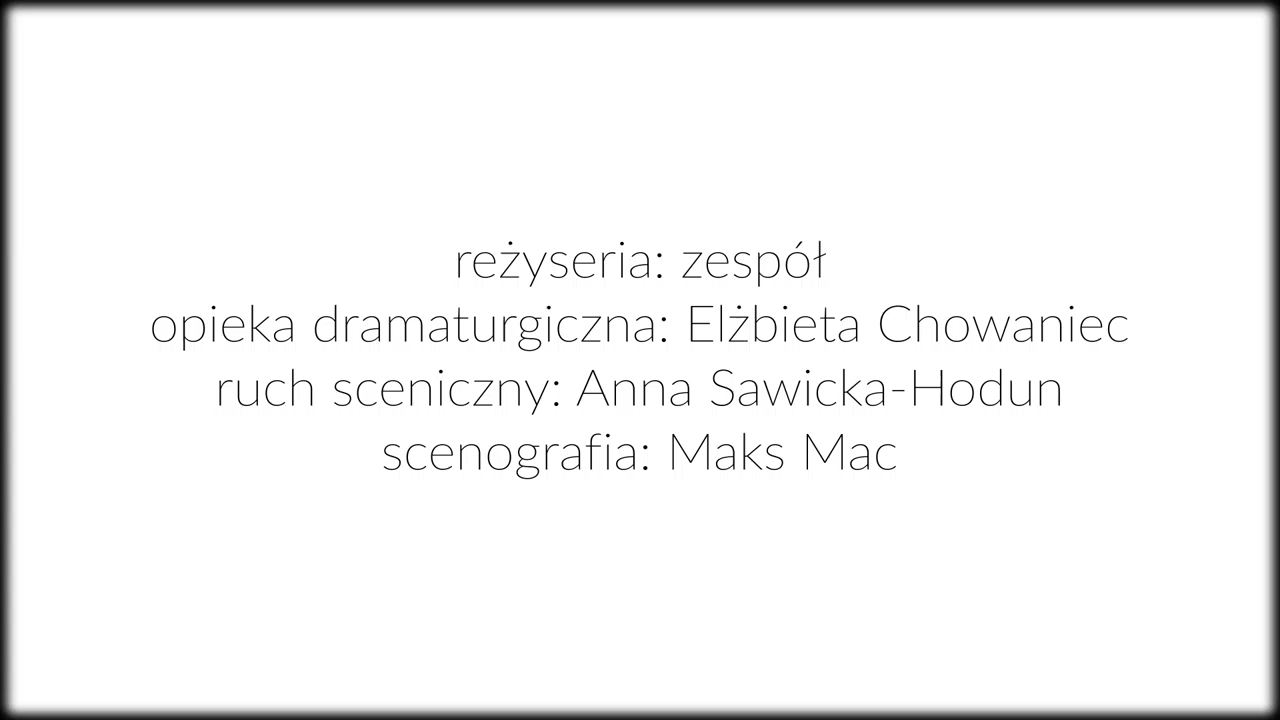 reżyseria: zespół
opieka dramaturgiczna: Elżbieta Chowaniec
ruch sceniczny: Anna Sawicka-Hodun
scenografia: Maks Mac